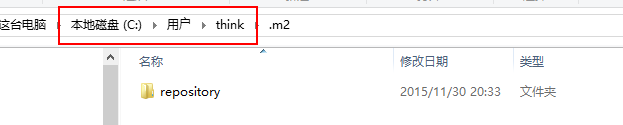 这台电脑 本地磁盘 (C:) 用户 think .m2
名称 修改日期 类型
repository 2015/11/30 20:33 文件夹